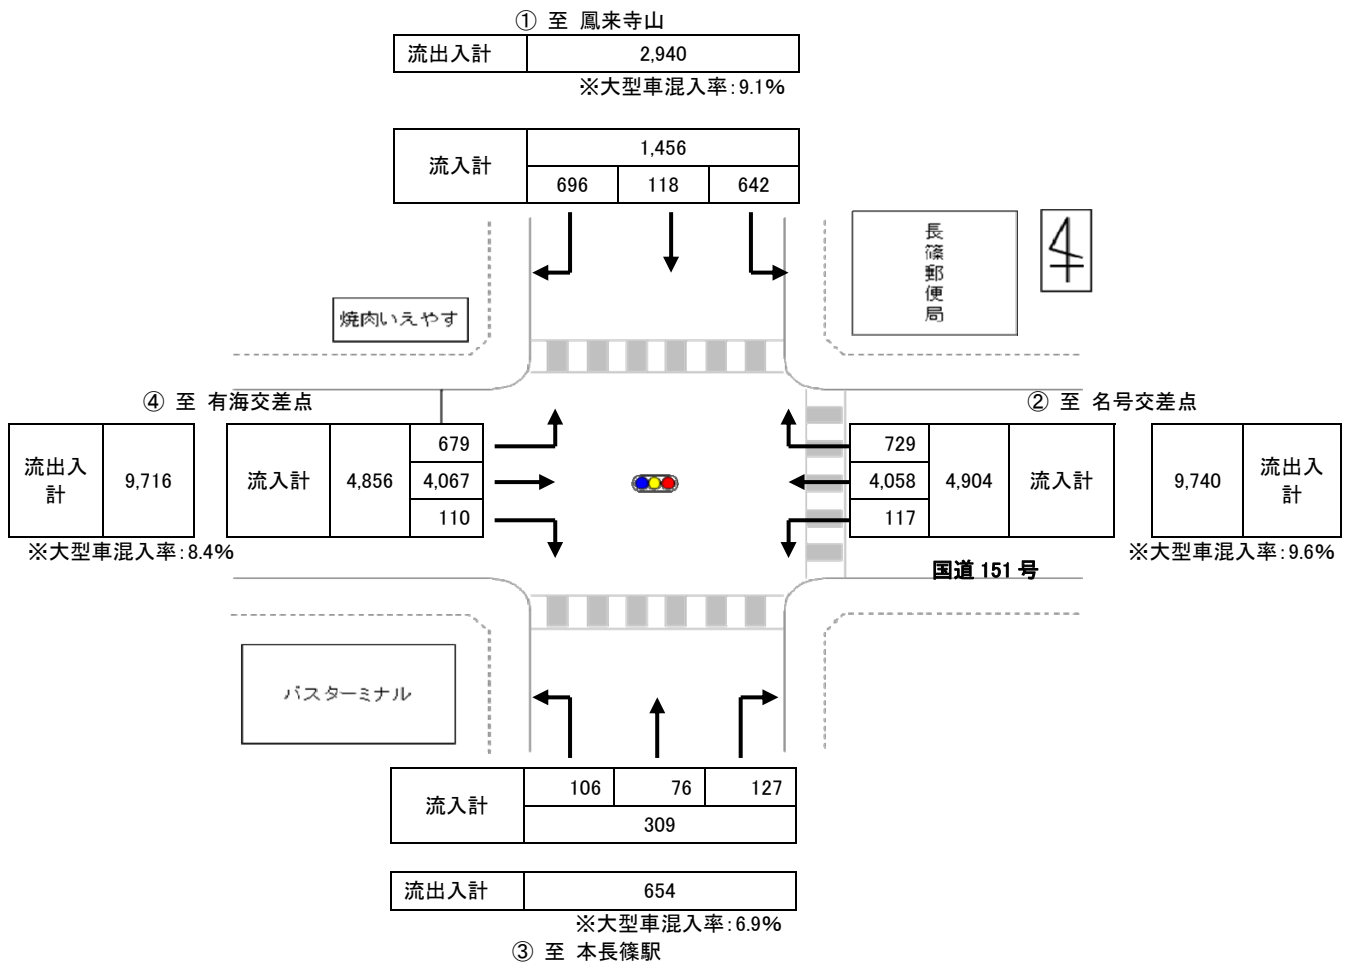 ① 至 鳳来寺山
流出入計 2,940
※大型車混入率:9.1%
流入計 1,456
696 118 642
長篠郵便局
焼肉いえやす
④ 至 有海交差点
② 至 名号交差点
流出入計 9,716 流入計 4,856 679 4,067 110
729 4,058 117 4,904 流入計 9,740 流出入計
※大型車混入率:8.4%
※大型車混入率:9.6%
国道 151 号
バスターミナル
流入計 106 76 127
309
流出入計 654
※大型車混入率:6.9%
③ 至 本長篠駅